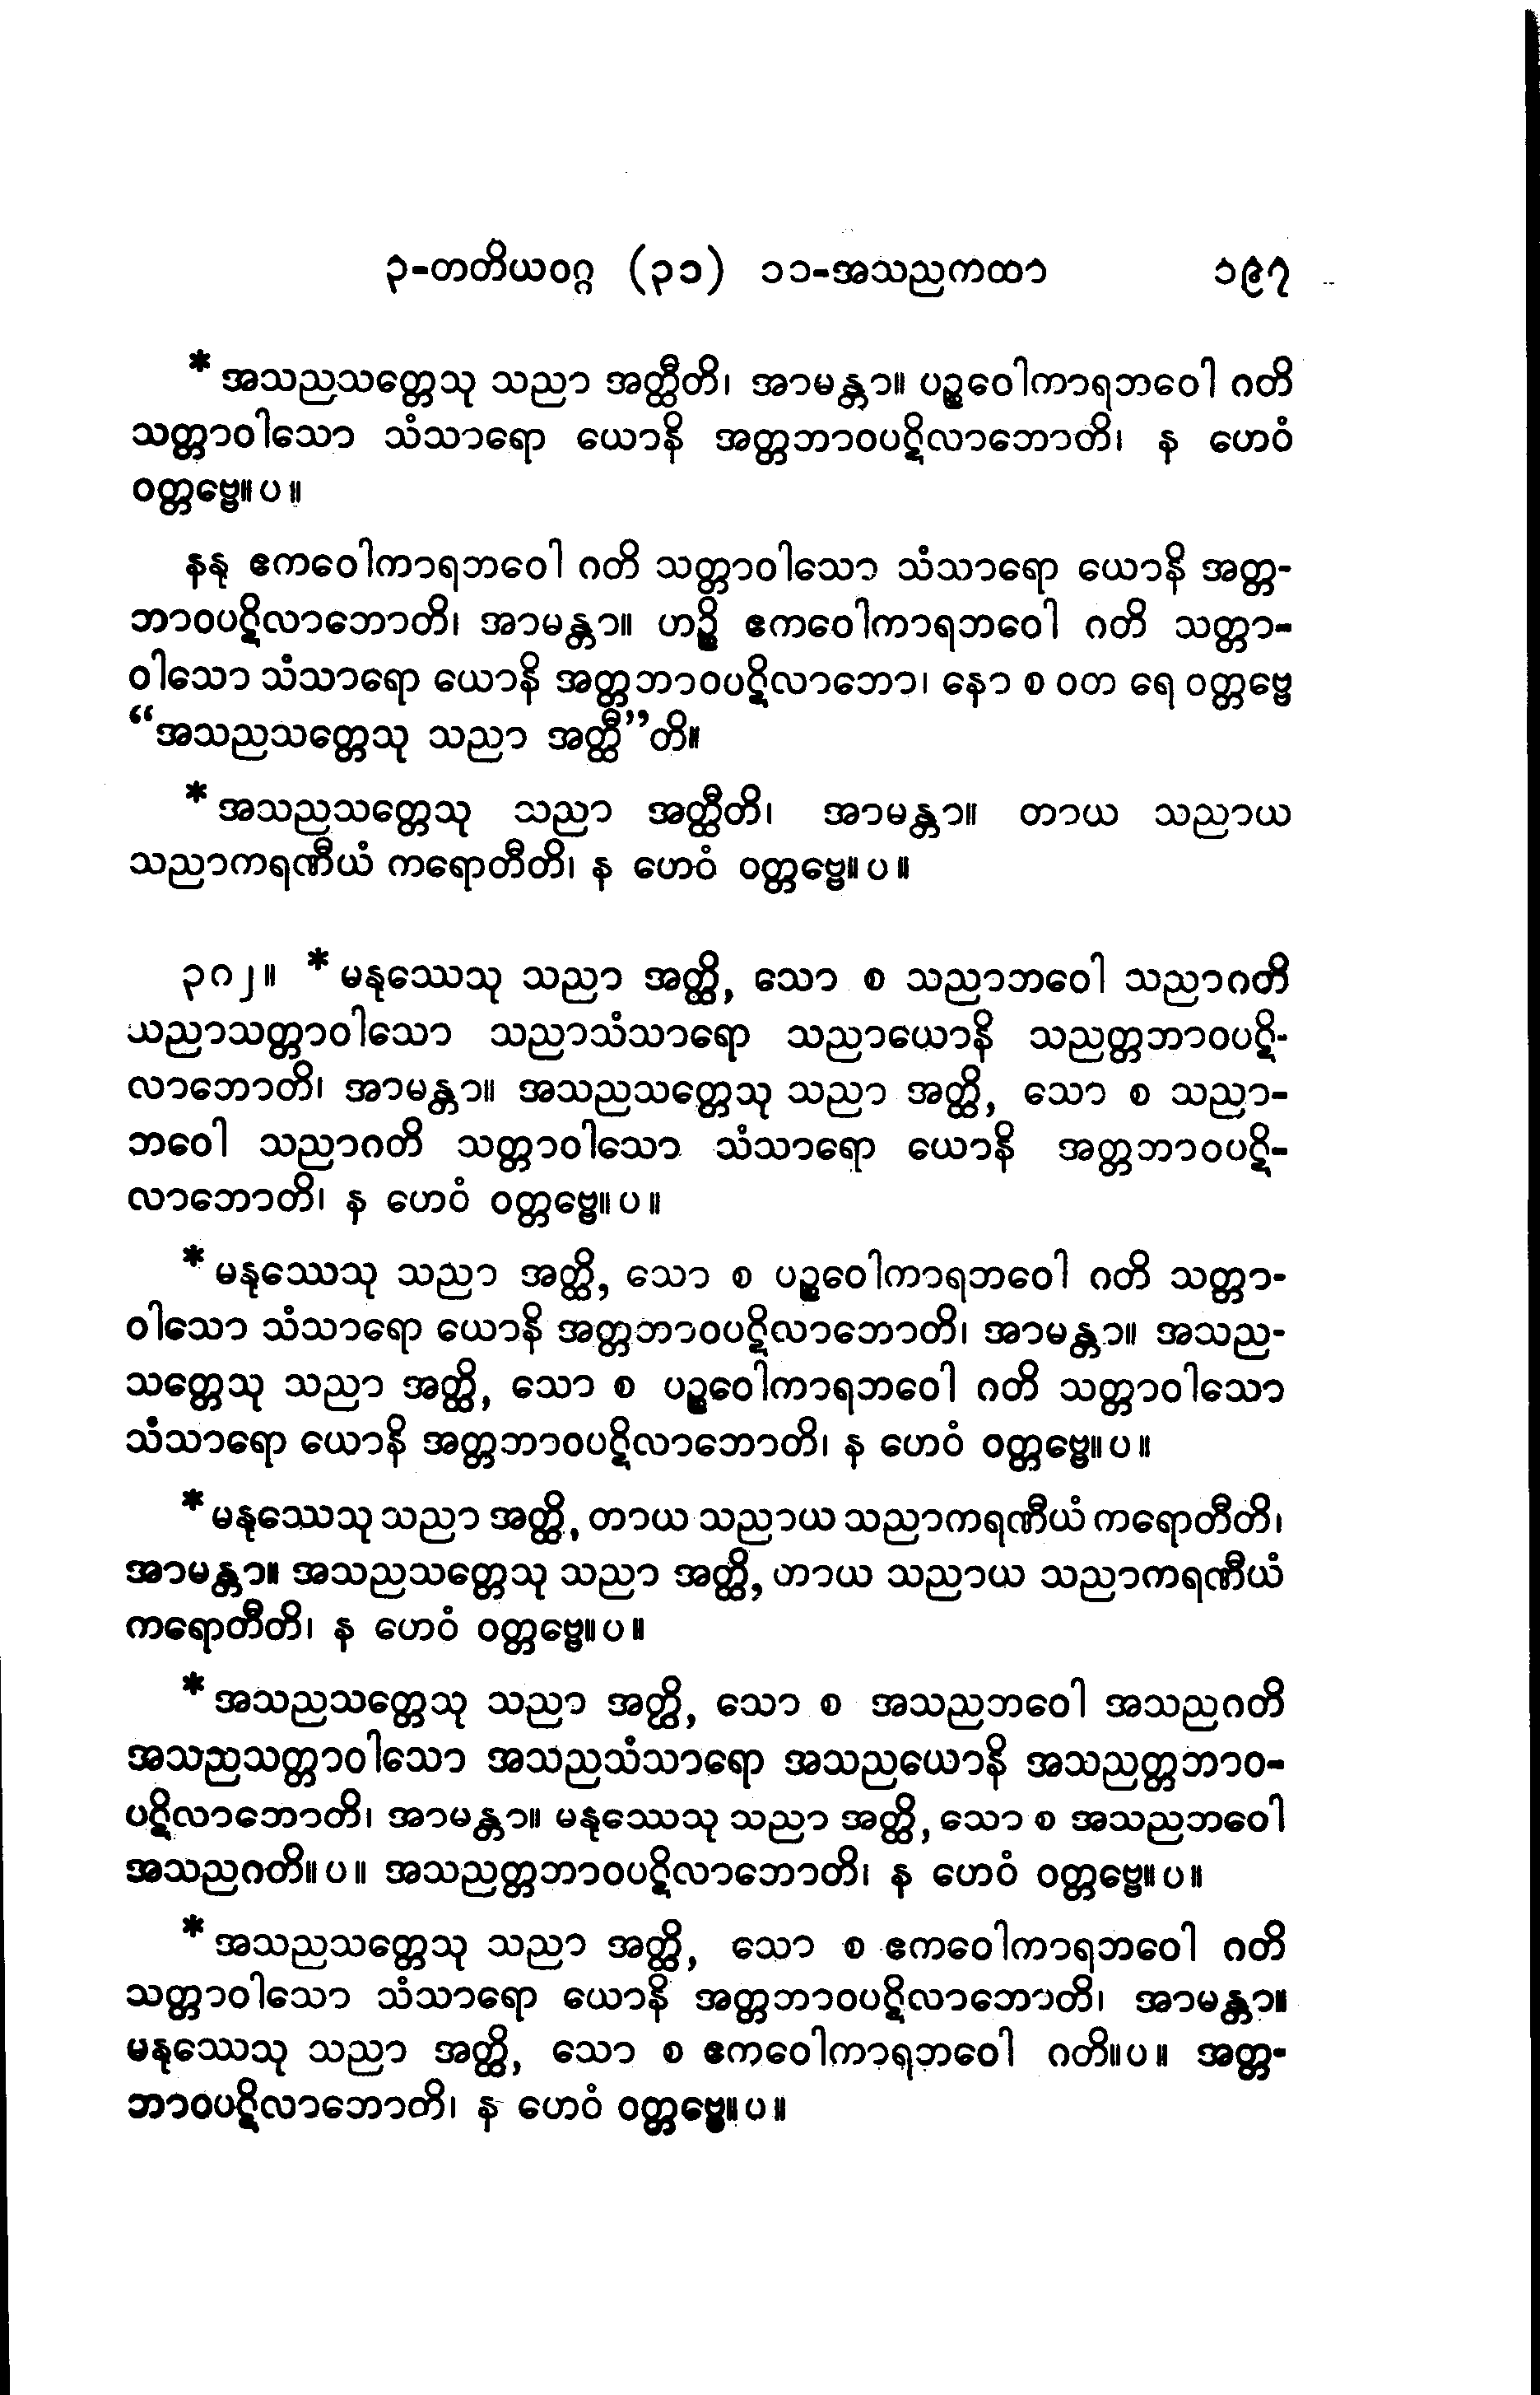 ၃-တတိယဝဂ္ဂ (၃၁) ၁၁-အသညကထာ ၁၉၇
* အသညသတ္တေသု သညာ အတ္ထီတိ၊ အာမန္တာ။ ပဉ္စဝေါကာရဘဝေါ ဂတိ
သတ္တာဝါသော သံသာရော ယောနိ အတ္တဘာဝပဋိလာဘောတိ၊ န ဟေဝံ
ဝတ္တဗ္ဗေ။ ပ ။
နနု ဧကဝေါကာရဘဝေါ ဂတိ သတ္တာဝါသော သံသာရော ယောနိ အတ္တ-
ဘာဝပဋိလာဘောတိ၊ အာမန္တာ။ ဟဉ္စိ ဧကဝေါကာရဘဝေါ ဂတိ သတ္တာ-
ဝါသော သံသာရော ယောနိ အတ္တဘာဝပဋိလာဘော၊ နော စ ဝတ ရေ ဝတ္တဗ္ဗေ
“အသညသတ္တေသု သညာ အတ္ထီ”တိ။
* အသညသတ္တေသု သညာ အတ္ထီတိ၊ အာမန္တာ။ တာယ သညာယ
သညာကရဏီယံ ကရောတီတိ၊ န ဟေဝံ ဝတ္တဗ္ဗေ။ ပ ။
၃၈၂။ * မနုဿေသု သညာ အတ္ထိ, သော စ သညာဘဝေါ သညာဂတိ
သညာသတ္တာဝါသော သညာသံသာရော သညာယောနိ သညတ္တဘာဝပဋိ-
လာဘောတိ၊ အာမန္တာ။ အသညသတ္တေသု သညာ အတ္ထိ, သော စ သညာ-
ဘဝေါ သညာဂတိ သတ္တာဝါသော သံသာရော ယောနိ အတ္တဘာဝပဋိ-
လာဘောတိ၊ န ဟေဝံ ဝတ္တဗ္ဗေ။ ပ ။
* မနုဿေသု သညာ အတ္ထိ, သော စ ပဉ္စဝေါကာရဘဝေါ ဂတိ သတ္တာ-
ဝါသော သံသာရော ယောနိ အတ္တဘာဝပဋိလာဘောတိ၊ အာမန္တာ။ အသည-
သတ္တေသု သညာ အတ္ထိ, သော စ ပဉ္စဝေါကာရဘဝေါ ဂတိ သတ္တာဝါသော
သံသာရော ယောနိ အတ္တဘာဝပဋိလာဘောတိ၊ န ဟေဝံ ဝတ္တဗ္ဗေ။ ပ ။
* မနုဿေသု သညာ အတ္ထိ, တာယ သညာယ သညာကရဏီယံ ကရောတီတိ၊
အာမန္တာ။ အသညသတ္တေသု သညာ အတ္ထိ, တာယ သညာယ သညာကရဏီယံ
ကရောတီတိ၊ န ဟေဝံ ဝတ္တဗ္ဗေ။ ပ ။
* အသညသတ္တေသု သညာ အတ္ထိ, သော စ အသညဘဝေါ အသညဂတိ
အသညသတ္တာဝါသော အသညသံသာရော အသညယောနိ အသညတ္တဘာဝ-
ပဋိလာဘောတိ၊ အာမန္တာ။ မနုဿေသု သညာ အတ္ထိ, သော စ အသညဘဝေါ
အသညဂတိ။ ပ ။ အသညတ္တဘာဝပဋိလာဘောတိ၊ န ဟေဝံ ဝတ္တဗ္ဗေ။ ပ ။
* အသညသတ္တေသု သညာ အတ္ထိ, သော စ ဧကဝေါကာရဘဝေါ ဂတိ
သတ္တာဝါသော သံသာရော ယောနိ အတ္တဘာဝပဋိလာဘောတိ၊ အာမန္တာ။
မနုဿေသု သညာ အတ္ထိ, သော စ ဧကဝေါကာရဘဝေါ ဂတိ။ ပ ။ အတ္တ-
ဘာဝပဋိလာဘောတိ၊ န ဟေဝံ ဝတ္တဗ္ဗေ။ ပ ။